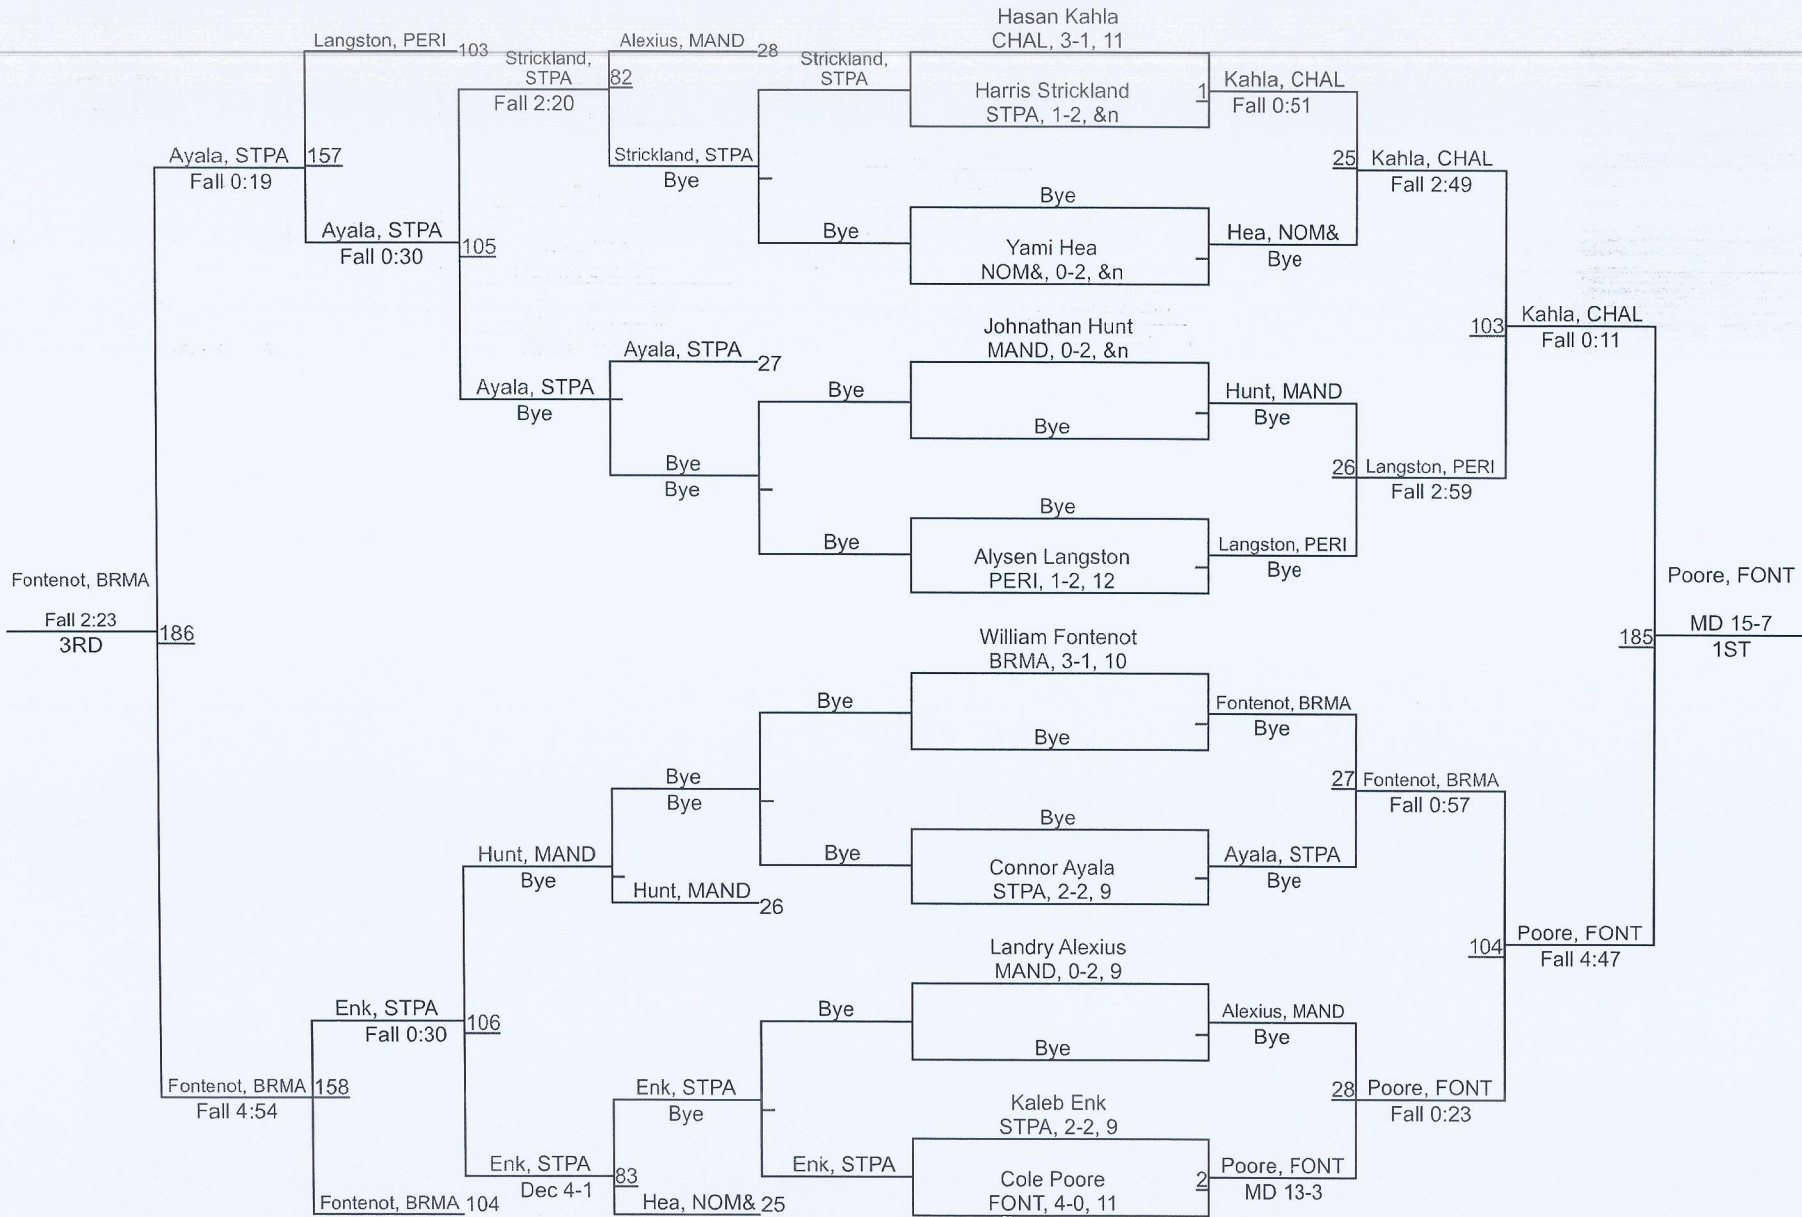 Hasan Kahla
CHAL, 3-1, 11
Langston, PERI 103
Strickland,
STPA
82
Fall 2:20
Alexius, MAND 28
Strickland,
STPA
Harris Strickland
STPA, 1-2, &n
1
Kahla, CHAL
Fall 0:51
Ayala, STPA
157
Fall 0:19
Strickland, STPA
Bye
25
Kahla, CHAL
Fall 2:49
Ayala, STPA
Fall 0:30
105
Bye
Bye
Yami Hea
NOM&, 0-2, &n
Hea, NOM&
Bye
Johnathan Hunt
MAND, 0-2, &n
103
Kahla, CHAL
Fall 0:11
Ayala, STPA
27
Ayala, STPA
Bye
Bye
Bye
Hunt, MAND
Bye
Bye
Bye
26
Langston, PERI
Fall 2:59
Bye
Bye
Alysen Langston
PERI, 1-2, 12
Langston, PERI
Bye
Fontenot, BRMA
Fall 2:23
3RD
186
Poore, FONT
185
MD 15-7
1ST
William Fontenot
BRMA, 3-1, 10
Bye
Bye
Fontenot, BRMA
Bye
Bye
Bye
27
Fontenot, BRMA
Fall 0:57
Hunt, MAND
Bye
Bye
Bye
Connor Ayala
STPA, 2-2, 9
Ayala, STPA
Bye
Hunt, MAND
26
Landry Alexius
MAND, 0-2, 9
104
Poore, FONT
Fall 4:47
Enk, STPA
Fall 0:30
106
Bye
Bye
Alexius, MAND
Bye
Fontenot, BRMA
158
Fall 4:54
Enk, STPA
Bye
Kaleb Enk
STPA, 2-2, 9
28
Poore, FONT
Fall 0:23
Enk, STPA
Dec 4-1
83
Enk, STPA
Cole Poore
FONT, 4-0, 11
2
Poore, FONT
MD 13-3
Fontenot, BRMA 104
Hea, NOM& 25